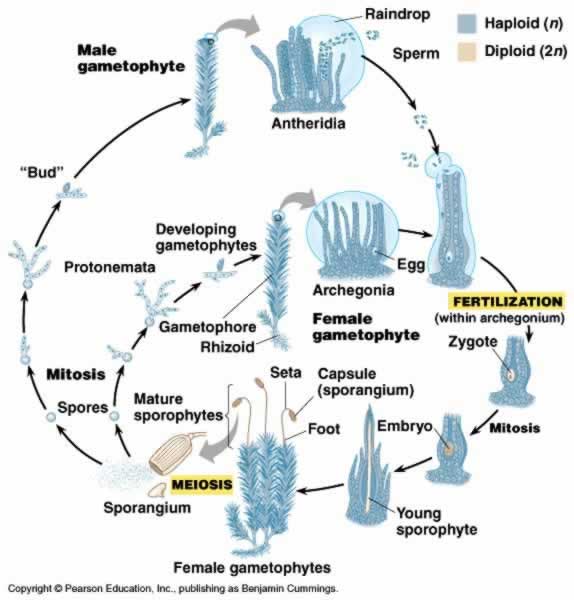 Raindrop
Haploid (n)
Diploid (2n)
Male
gametophyte
Sperm
Antheridia
"Bud"
Developing
gametophytes
Protonemata
Egg
Archegonia
Gametophore
Rhizoid
Female
gametophyte
FERTILIZATION
(within archegonium)
Zygote
Mitosis
Seta
Capsule
(sporangium)
Mature
sporophytes
Spores
Foot
Embryo
Mitosis
MEIOSIS
Sporangium
Young
sporophyte
Female gametophytes
Copyright © Pearson Education, Inc., publishing as Benjamin Cummings.